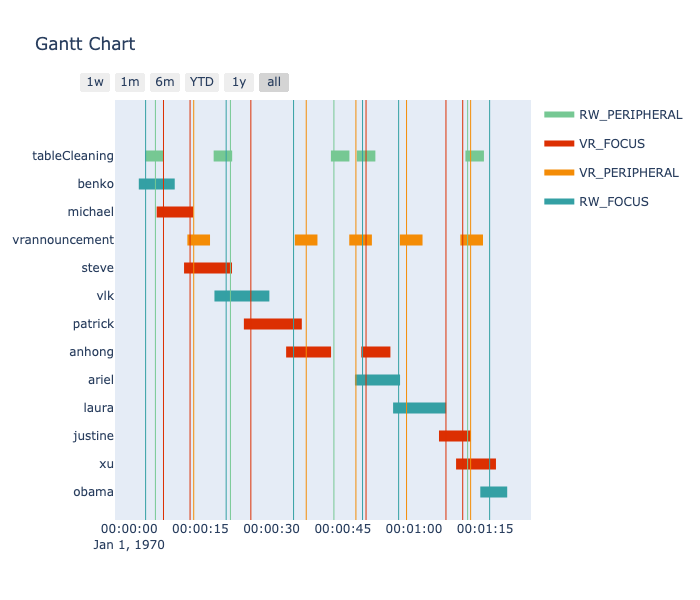 Gantt Chart
1w 1m 6m YTD 1y all
RW_PERIPHERAL
VR_FOCUS
VR_PERIPHERAL
RW_FOCUS
tableCleaning
benko
michael
vrannouncement
steve
vlk
patrick
anhong
ariel
laura
justine
xu
obama
00:00:00 00:00:15 00:00:30 00:00:45 00:01:00 00:01:15
Jan 1, 1970